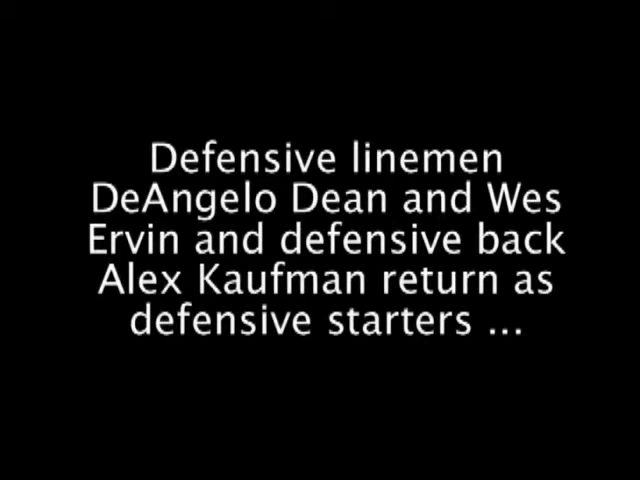 Defensive linemen
DeAngelo Dean and Wes
Ervin and defensive back
Alex Kaufman return as
defensive starters ...